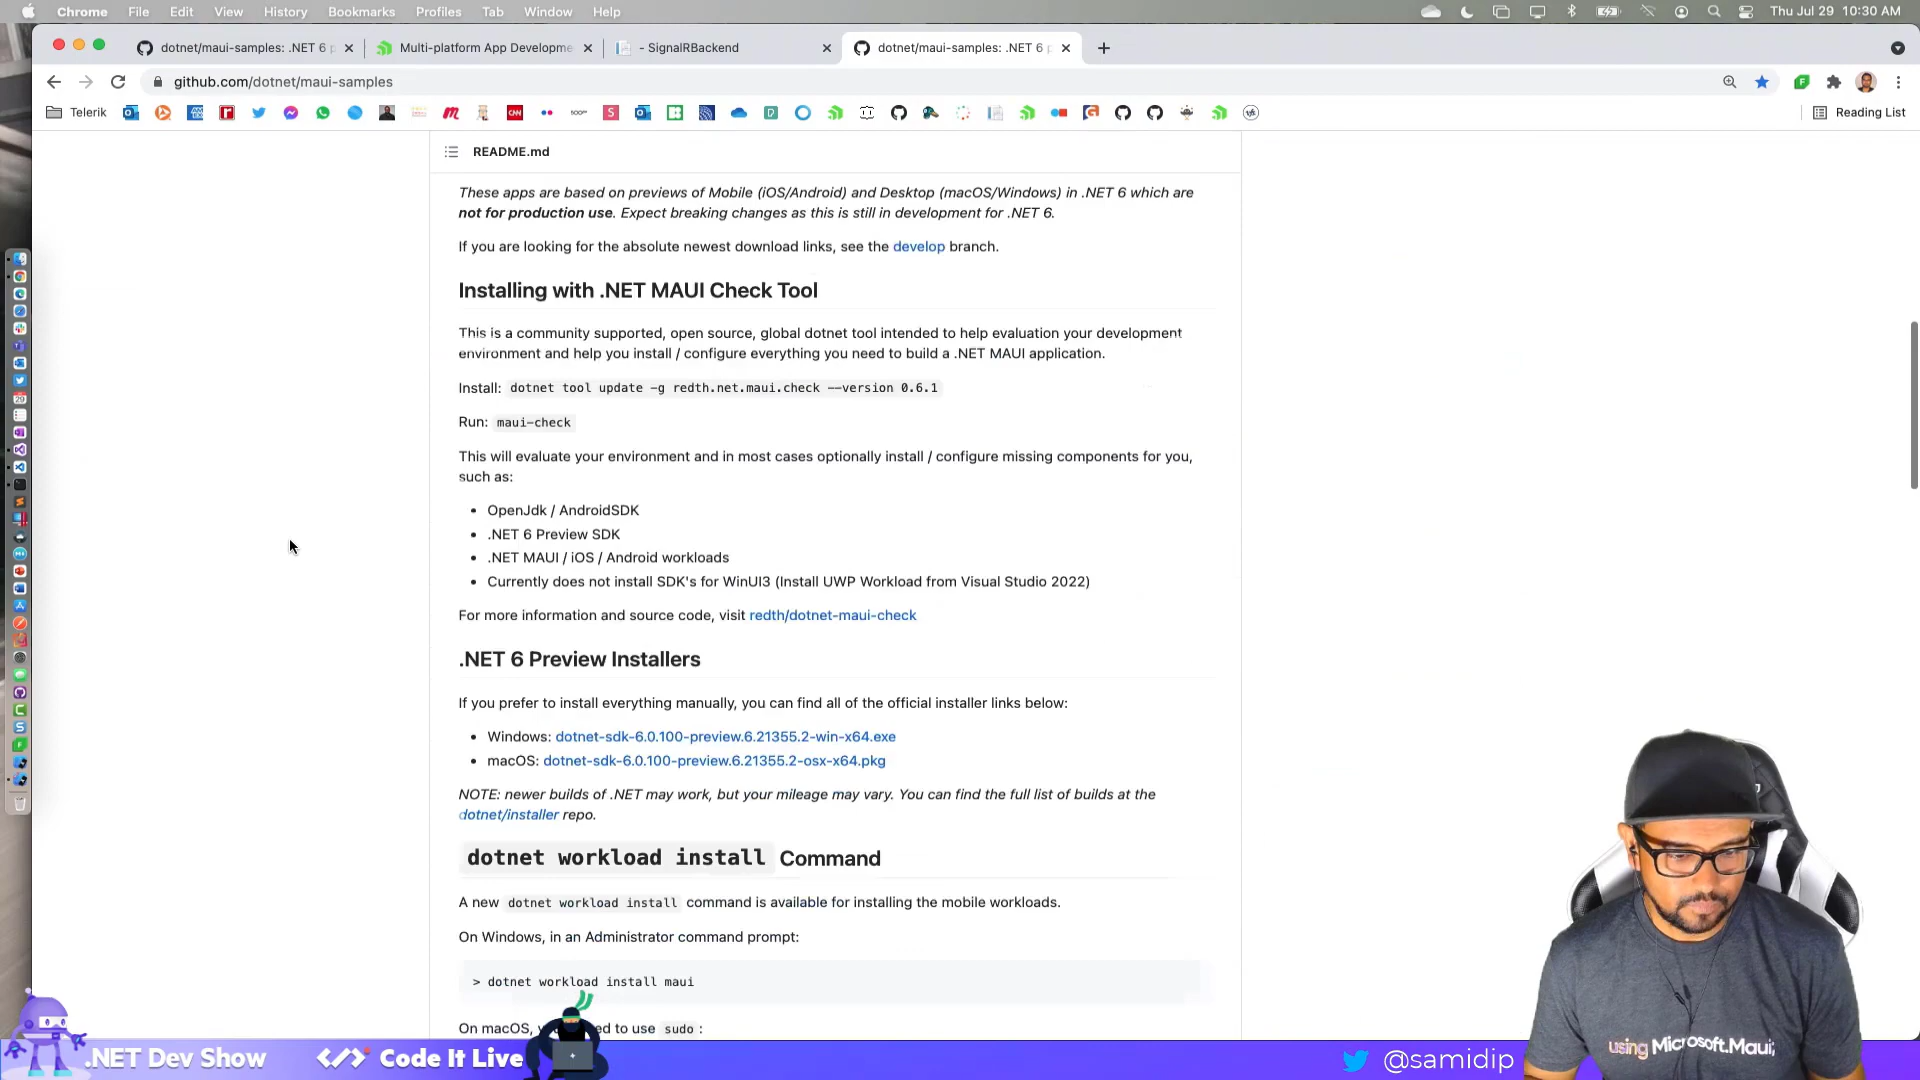 Chrome File Edit View History Bookmarks Profiles Tab Window Help Thu Jul 29 10:30 AM
dotnet/maui-samples: .NET 6 p Multi-platform App Developme - SignalRBackend dotnet/maui-samples: .NET 6 p
github.com/dotnet/maui-samples
Telerik Reading List
README.md
These apps are based on previews of Mobile (iOS/Android) and Desktop (macOS/Windows) in .NET 6 which are
not for production use. Expect breaking changes as this is still in development for .NET 6.
If you are looking for the absolute newest download links, see the develop branch.
Installing with .NET MAUI Check Tool
This is a community supported, open source, global dotnet tool intended to help evaluation your development
environment and help you install / configure everything you need to build a .NET MAUI application.
Install: dotnet tool update -g redth.net.maui.check --version 0.6.1
Run: maui-check
This will evaluate your environment and in most cases optionally install / configure missing components for you,
such as:
• OpenJdk / AndroidSDK
• .NET 6 Preview SDK
• .NET MAUI / iOS / Android workloads
• Currently does not install SDK's for WinUI3 (Install UWP Workload from Visual Studio 2022)
For more information and source code, visit redth/dotnet-maui-check
.NET 6 Preview Installers
If you prefer to install everything manually, you can find all of the official installer links below:
• Windows: dotnet-sdk-6.0.100-preview.6.21355.2-win-x64.exe
• macOS: dotnet-sdk-6.0.100-preview.6.21355.2-osx-x64.pkg
NOTE: newer builds of .NET may work, but your mileage may vary. You can find the full list of builds at the
dotnet/installer repo.
dotnet workload install Command
A new dotnet workload install command is available for installing the mobile workloads.
On Windows, in an Administrator command prompt:
> dotnet workload install maui
On macOS, to use sudo :
using Microsoft.Maui;
.NET Dev Show </> Code It Live @samidip